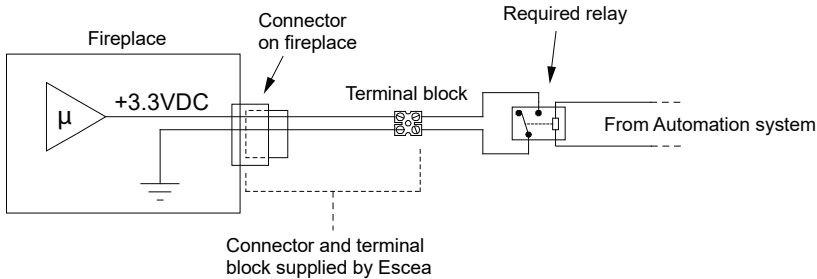 Required relay
Connector
on fireplace
Fireplace
+3.3VDC
Terminal block
µ
From Automation system
Connector and terminal
block supplied by Escea